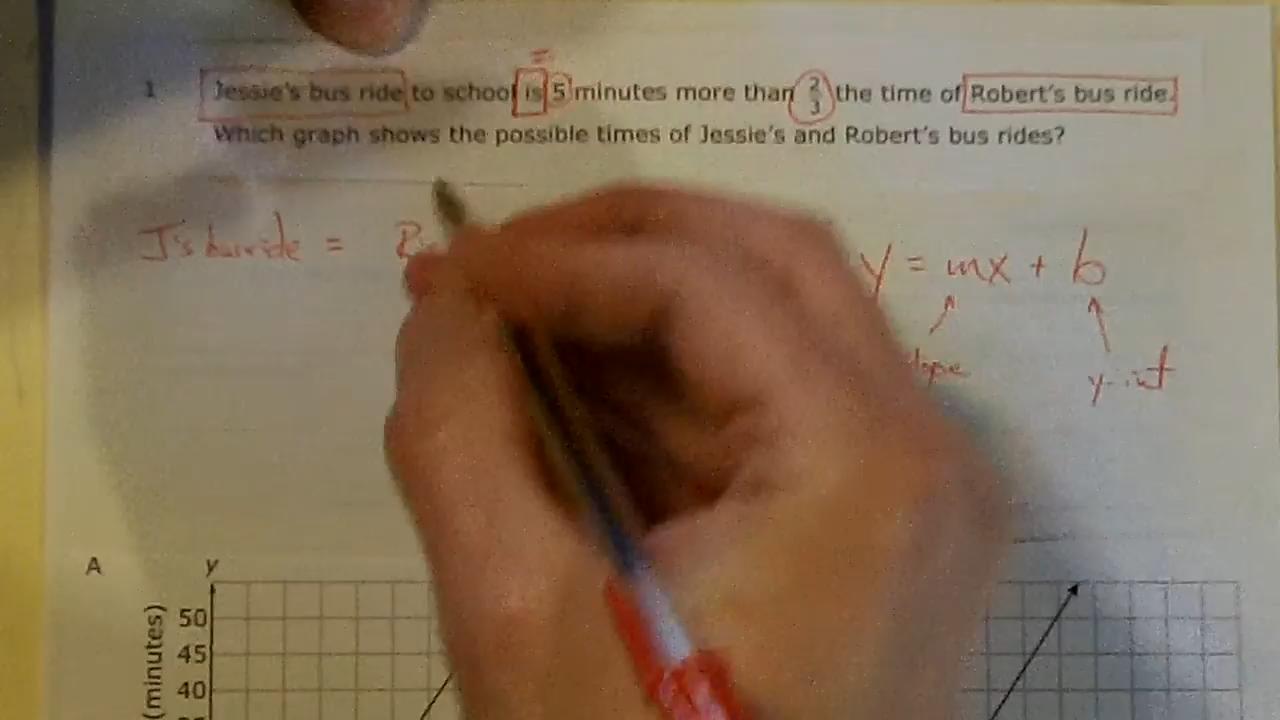 =
1 Jessie's bus ride to school is 5 minutes more than 2/3 the time of Robert's bus ride.
Which graph shows the possible times of Jessie's and Robert's bus rides?
J's bus ride =
y = mx + b
y-int
A
y
(minutes)
50
45
40